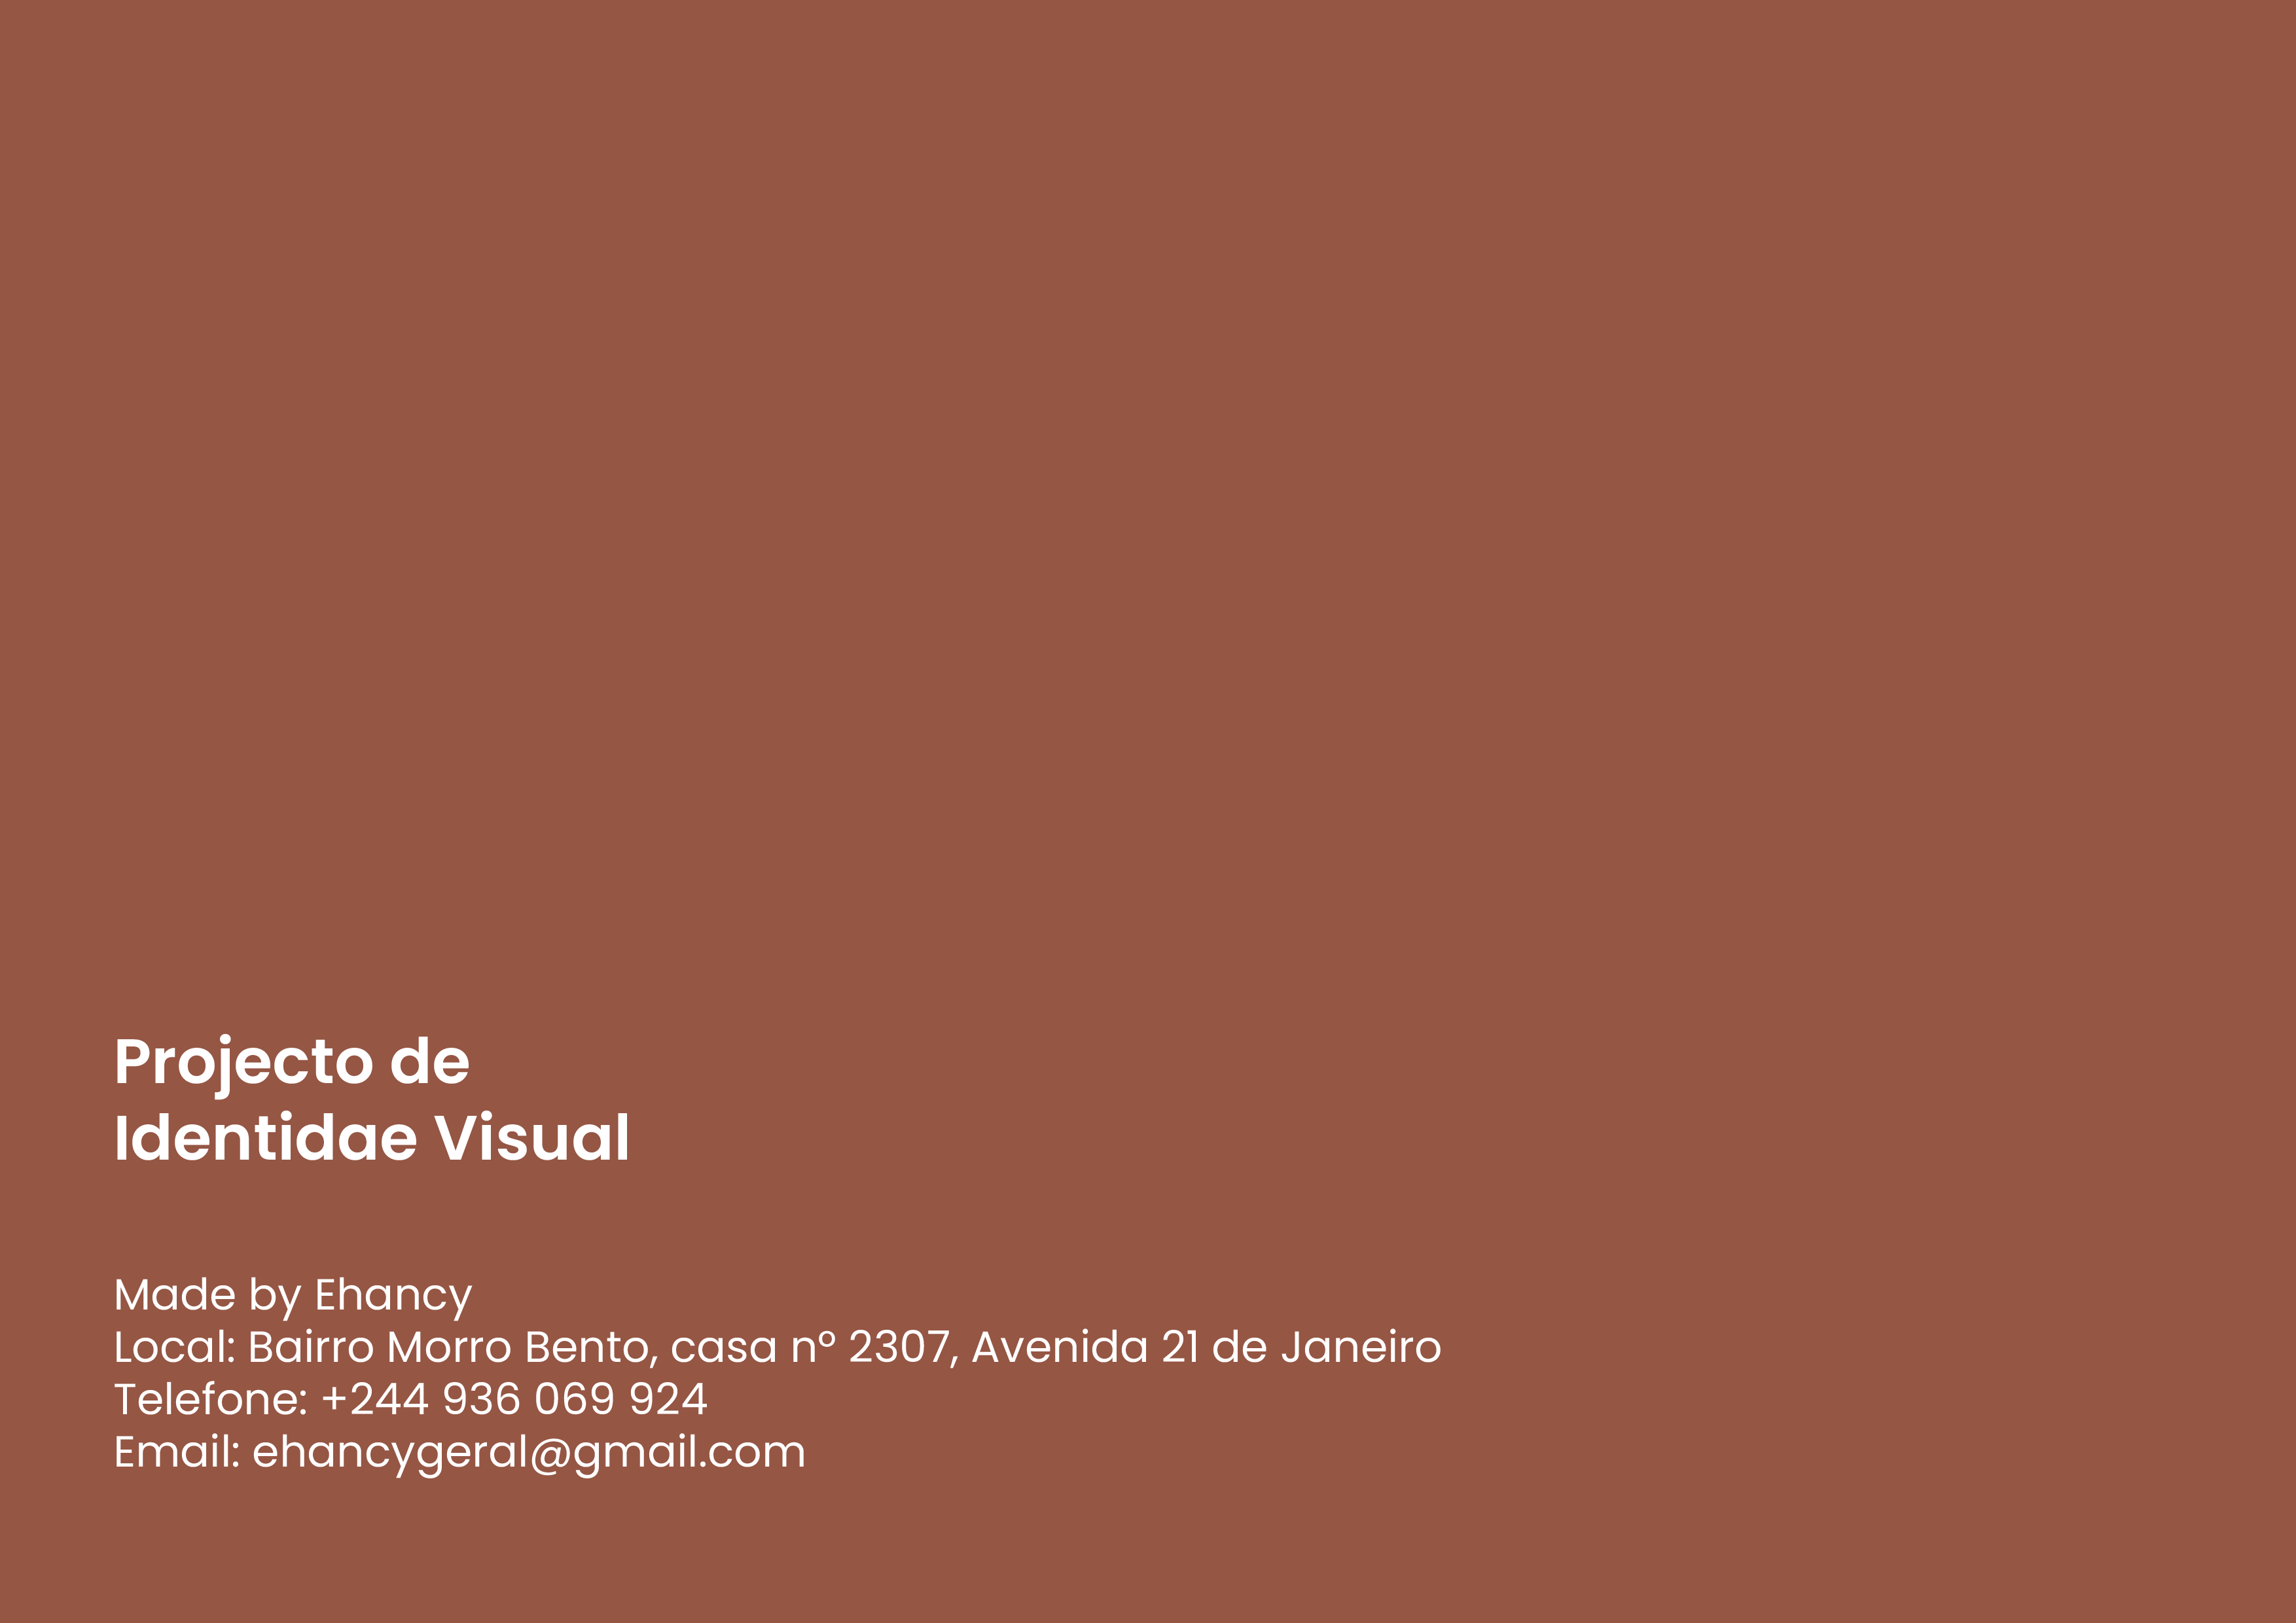 Projecto de
Identidae Visual
Made by Ehancy
Local: Bairro Morro Bento, casa nº 2307, Avenida 21 de Janeiro
Telefone: +244 936 069 924
Email: ehancygeral@gmail.com